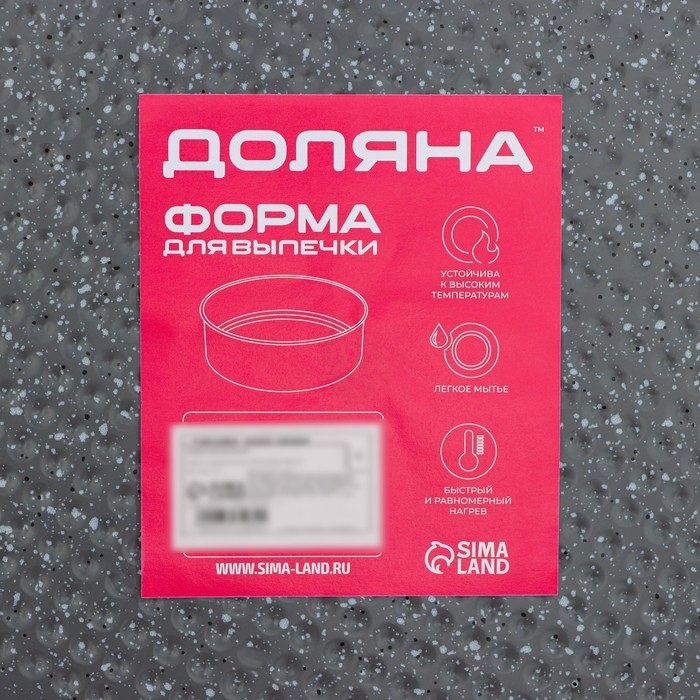 ДОЛЯНА™
ФОРМА
ДЛЯ ВЫПЕЧКИ
УСТОЙЧИВА
К ВЫСОКИМ
ТЕМПЕРАТУРАМ
ЛЕГКОЕ МЫТЬЕ
БЫСТРЫЙ
И РАВНОМЕРНЫЙ
НАГРЕВ
WWW.SIMA-LAND.RU
SIMA
LAND